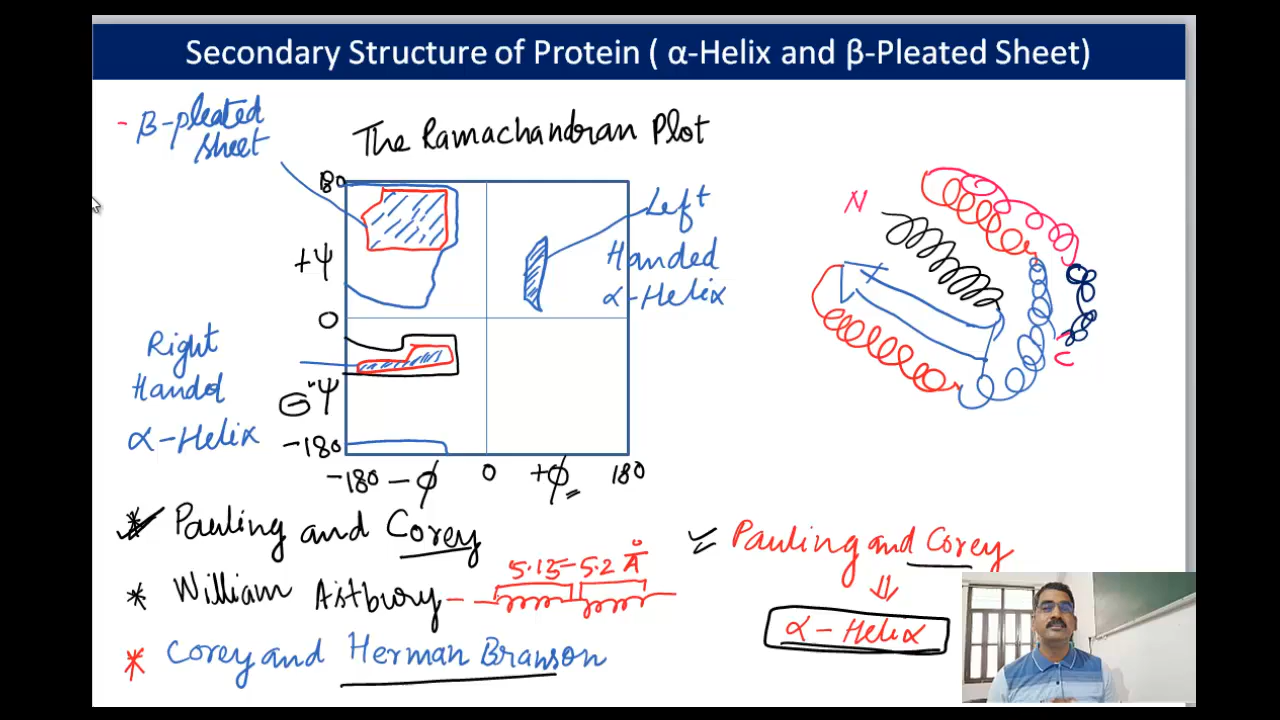 Secondary Structure of Protein ( α-Helix and β-Pleated Sheet)
- β-pleated
sheet
The Ramachandran Plot
80
+Ψ
0
-Ψ
-180
-180
-ϕ
0
+ϕ
180
Left
Handed
α-Helix
Right
Handed
α-Helix
N
C
* Pauling and Corey
* William Astbury
5.15-5.2 Å
* Corey and Herman Branson
Pauling and Corey
⇓
α-Helix